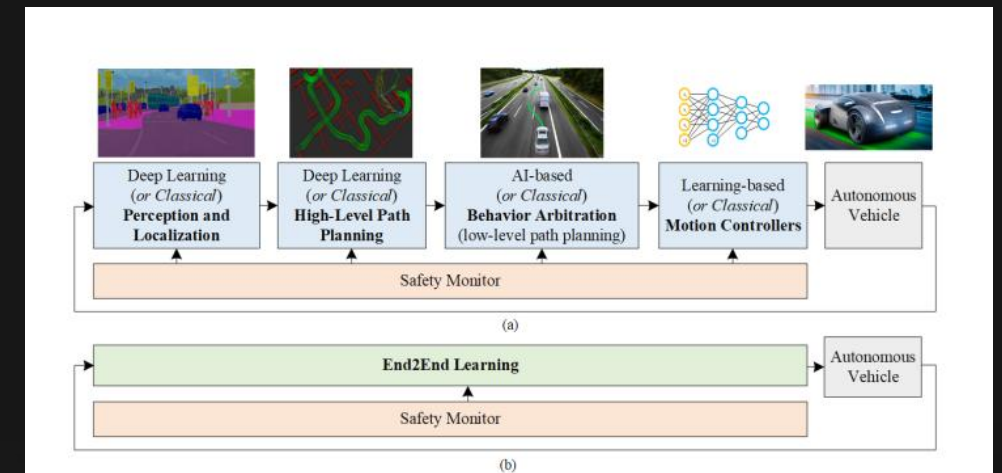 Deep Learning
(or Classical)
Perception and
Localization
Deep Learning
(or Classical)
High-Level Path
Planning
AI-based
(or Classical)
Behavior Arbitration
(low-level path planning)
Learning-based
(or Classical)
Motion Controllers
Autonomous
Vehicle
Safety Monitor
(a)
End2End Learning
Autonomous
Vehicle
Safety Monitor
(b)